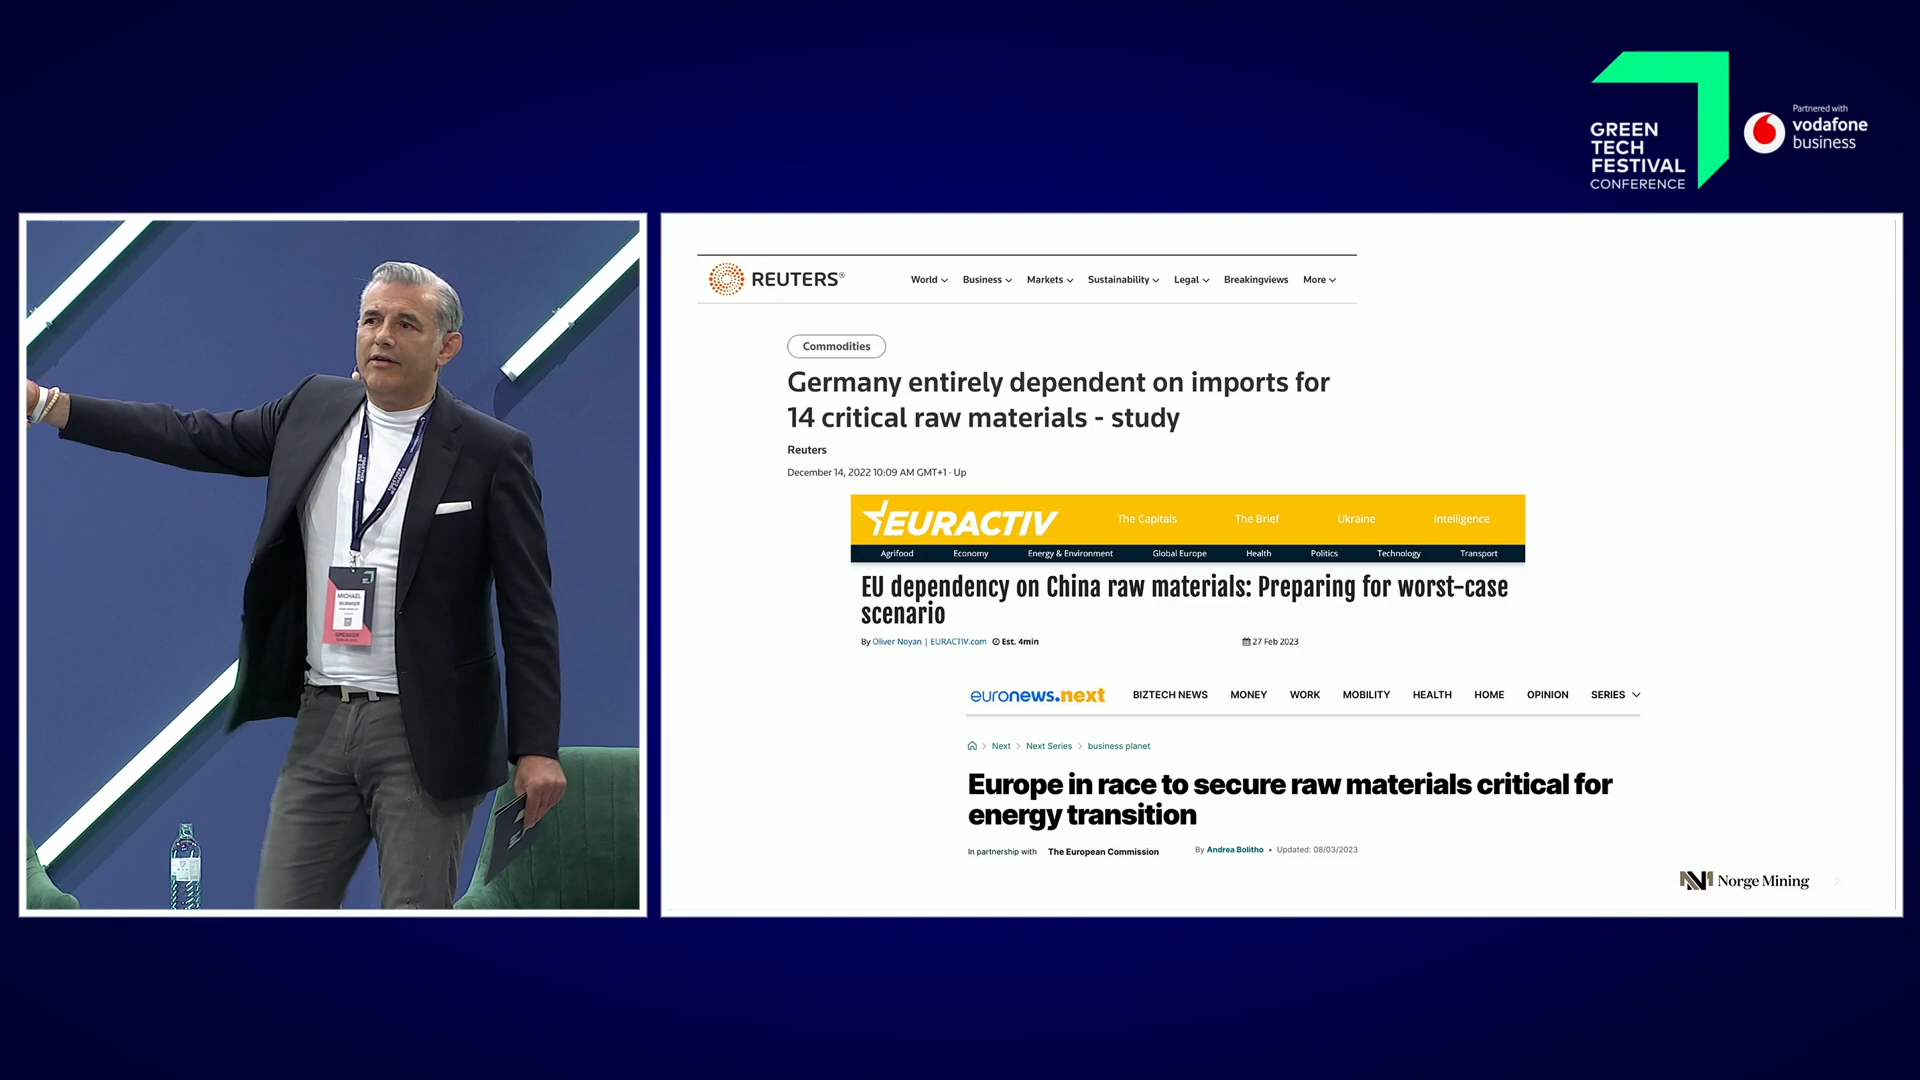 GREEN
TECH
FESTIVAL
CONFERENCE
Partnered with
vodafone
business
REUTERS®
World Business Markets Sustainability Legal Breakingviews More
Commodities
Germany entirely dependent on imports for
14 critical raw materials - study
Reuters
December 14, 2022 10:09 AM GMT+1 · Up
EURACTIV
The Capitals The Brief Ukraine Intelligence
Agrifood Economy Energy & Environment Global Europe Health Politics Technology Transport
EU dependency on China raw materials: Preparing for worst-case
scenario
By Oliver Noyan | EURACTIV.com Est. 4min 27 Feb 2023
euronews.next
BIZTECH NEWS MONEY WORK MOBILITY HEALTH HOME OPINION SERIES
Next > Next Series > business planet
Europe in race to secure raw materials critical for
energy transition
In partnership with The European Commission By Andrea Bolitho • Updated: 08/03/2023
Norge Mining
MICHAEL
WURMSER
SPEAKER